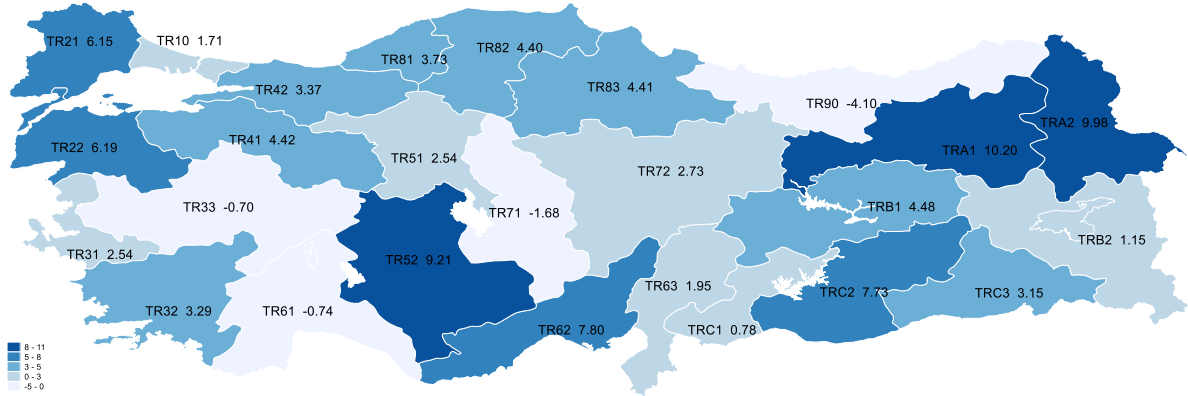 TR21 6.15
TR10 1.71
TR81 3.73
TR82 4.40
TR42 3.37
TR83 4.41
TR90 -4.10
TRA2 9.98
TR22 6.19
TR41 4.42
TR51 2.54
TRA1 10.20
TR72 2.73
TR33 -0.70
TR71 -1.68
TRB1 4.48
TRB2 1.15
TR31 2.54
TR52 9.21
TR63 1.95
TRC2 7.73
TRC3 3.15
TR32 3.29
TR61 -0.74
TR62 7.80
TRC1 0.78
8 - 11
5 - 8
3 - 5
0 - 3
-5 - 0